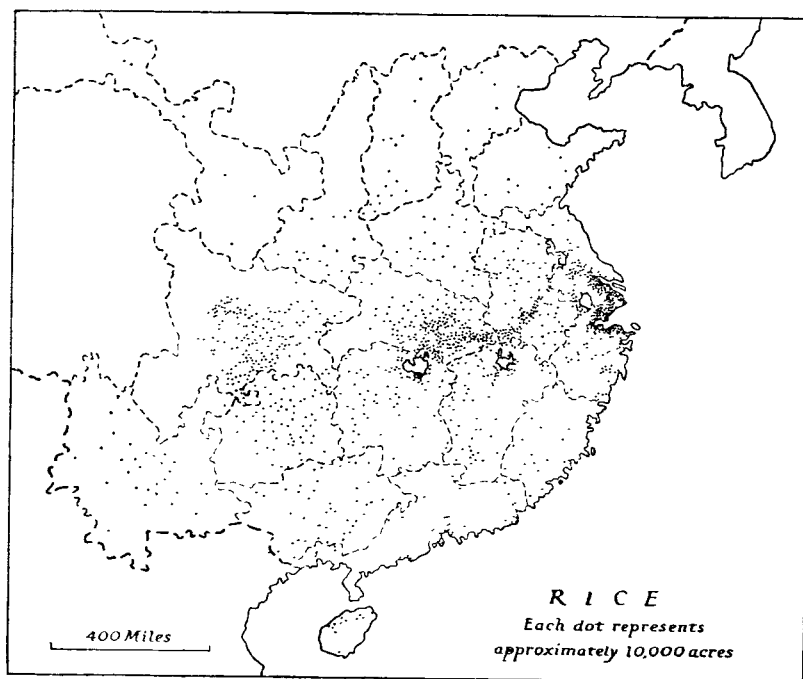 R I C E
Each dot represents
approximately 10,000 acres
400 Miles